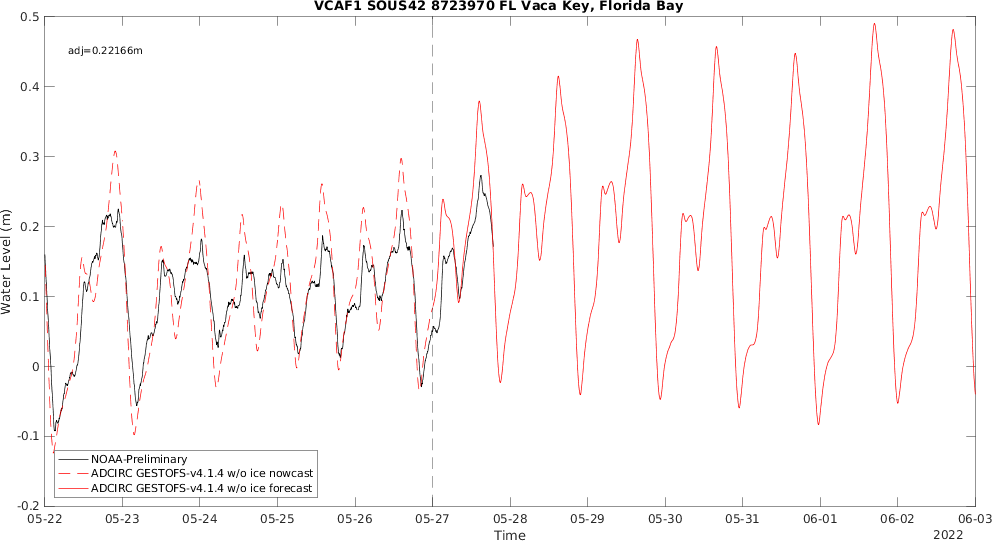 VCAF1 SOUS42 8723970 FL Vaca Key, Florida Bay
0.5
adj=0.22166m
0.4
0.3
0.2
0.1
0
-0.1
-0.2
Water Level (m)
NOAA-Preliminary
ADCIRC GESTOFS-v4.1.4 w/o ice nowcast
ADCIRC GESTOFS-v4.1.4 w/o ice forecast
05-22 05-23 05-24 05-25 05-26 05-27 05-28 05-29 05-30 05-31 06-01 06-02 06-03
Time
2022